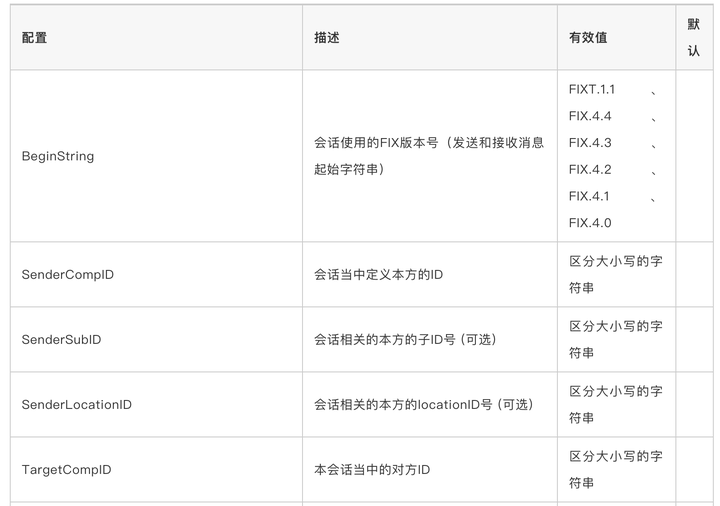 配置
描述
有效值
默
认
BeginString
会话使用的FIX版本号（发送和接收消息
起始字符串）
FIXT.1.1 、
FIX.4.4 、
FIX.4.3 、
FIX.4.2 、
FIX.4.1 、
FIX.4.0
SenderCompID
会话当中定义本方的ID
区分大小写的字
符串
SenderSubID
会话相关的本方的子ID号 (可选)
区分大小写的字
符串
SenderLocationID
会话相关的本方的locationID号 (可选)
区分大小写的字
符串
TargetCompID
本会话当中的对方ID
区分大小写的字
符串